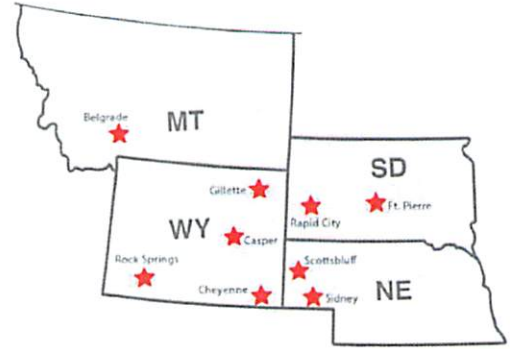 Belgrade
MT
SD
Gillette
Rapid City
Ft. Pierre
WY
Casper
Rock Springs
Scottsbluff
Cheyenne
Sidney
NE